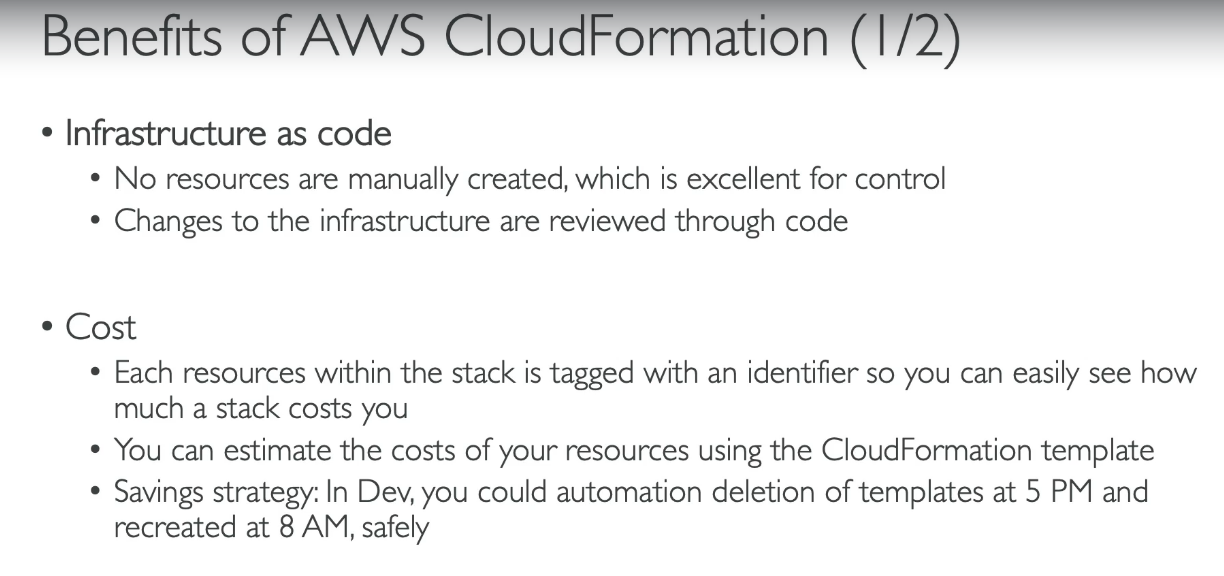 Benefits of AWS CloudFormation (1/2)
• Infrastructure as code
• No resources are manually created, which is excellent for control
• Changes to the infrastructure are reviewed through code
• Cost
• Each resources within the stack is tagged with an identifier so you can easily see how
much a stack costs you
• You can estimate the costs of your resources using the CloudFormation template
• Savings strategy: In Dev, you could automation deletion of templates at 5 PM and
recreated at 8 AM, safely